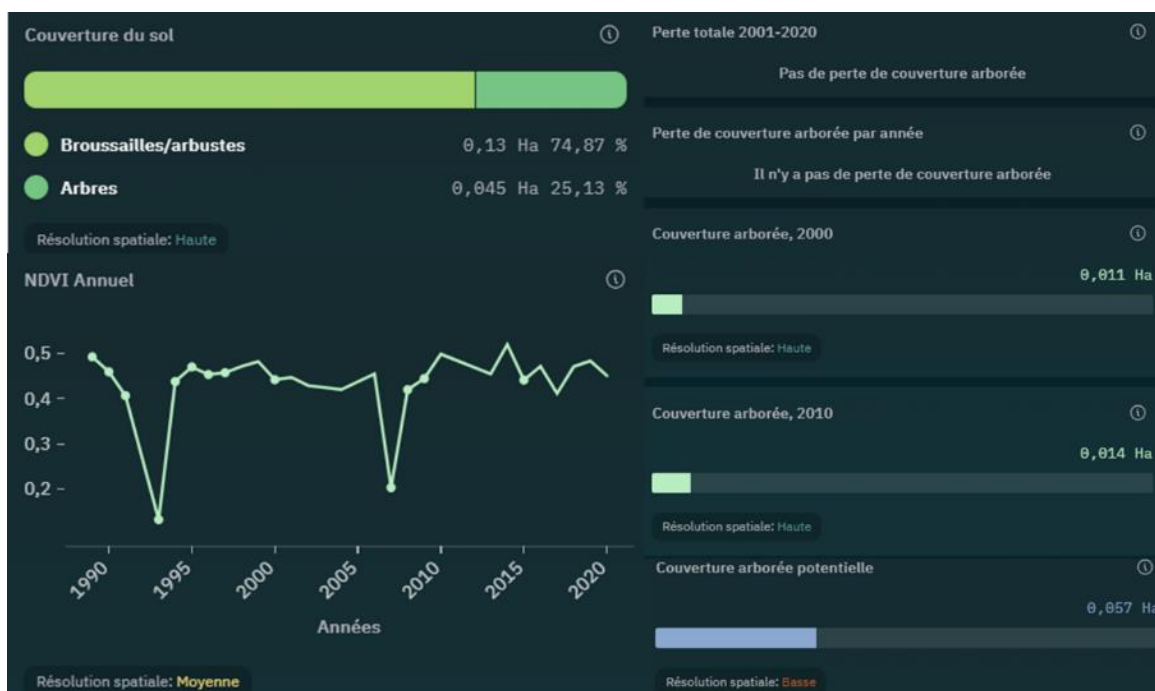 Couverture du sol
Broussailles/arbustes 0,13 Ha 74,87 %
Arbres 0,045 Ha 25,13 %
Résolution spatiale: Haute
NDVI Annuel
0,5
0,4
0,3
0,2
1990 1995 2000 2005 2010 2015 2020
Années
Résolution spatiale: Moyenne
Perte totale 2001-2020
Pas de perte de couverture arborée
Perte de couverture arborée par année
Il n'y a pas de perte de couverture arborée
Couverture arborée, 2000
0,011 Ha
Résolution spatiale: Haute
Couverture arborée, 2010
0,014 Ha
Résolution spatiale: Haute
Couverture arborée potentielle
0,057 Ha
Résolution spatiale: Basse